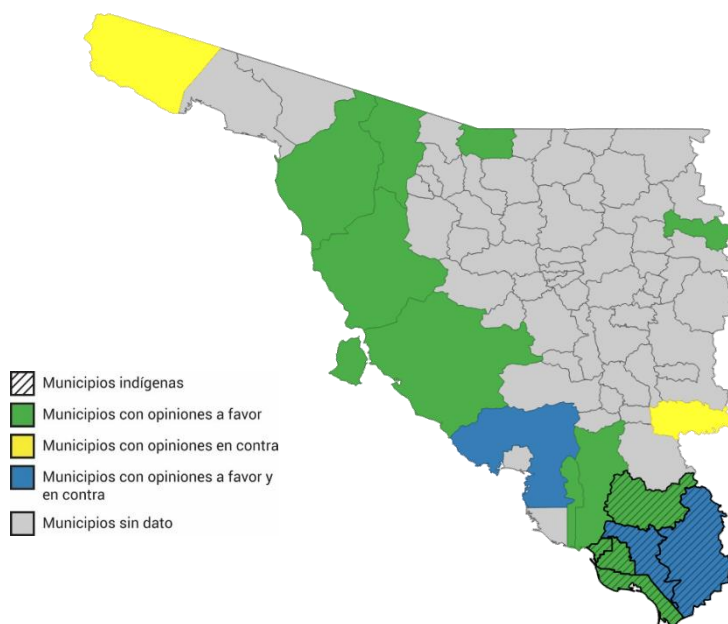 Municipios indígenas
Municipios con opiniones a favor
Municipios con opiniones en contra
Municipios con opiniones a favor y
en contra
Municipios sin dato